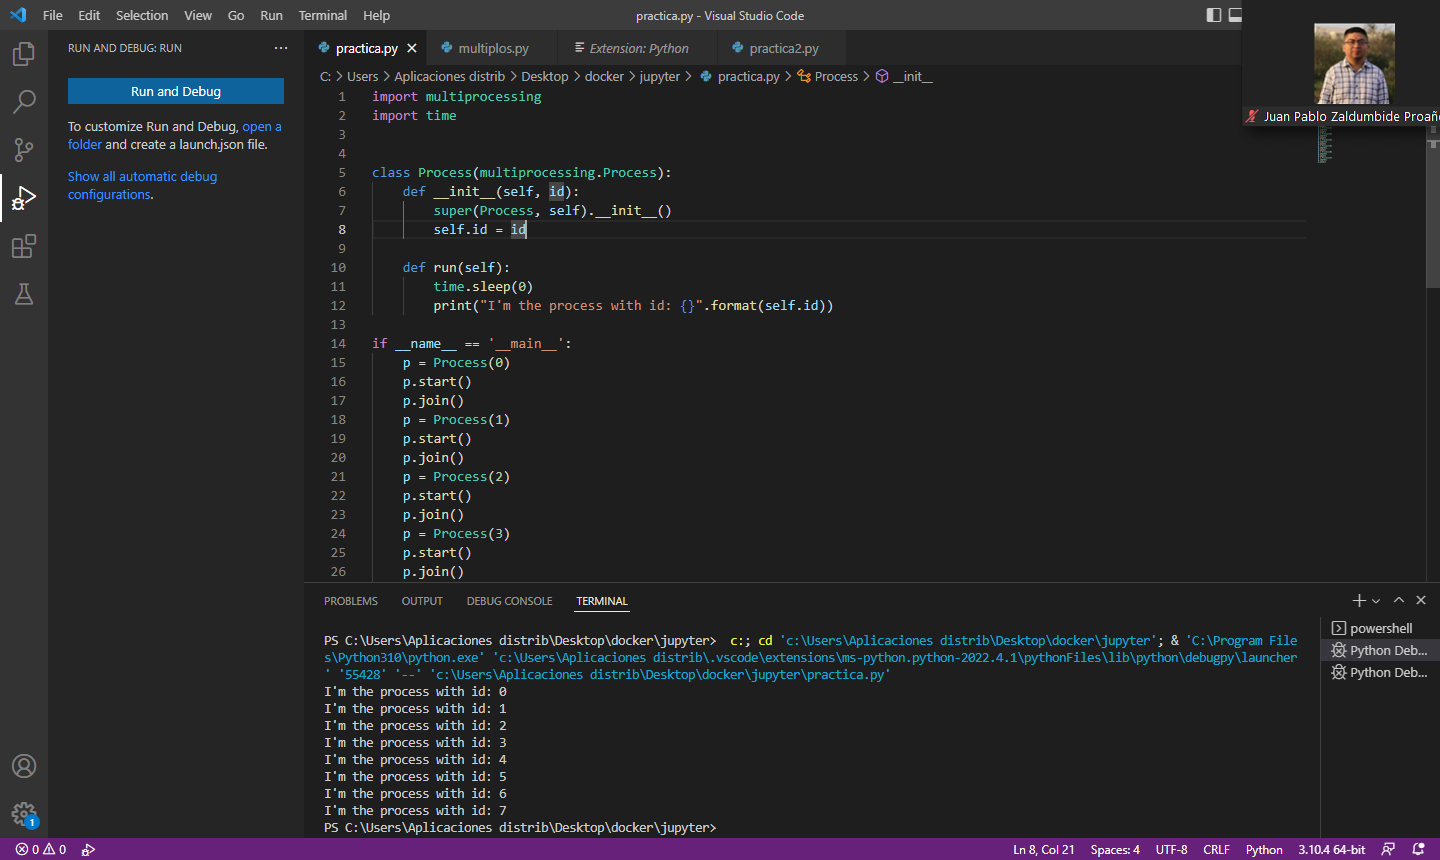 File Edit Selection View Go Run Terminal Help
practica.py - Visual Studio Code
Juan Pablo Zaldumbide Proaño
RUN AND DEBUG: RUN
Run and Debug
To customize Run and Debug, open a
folder and create a launch.json file.
Show all automatic debug
configurations.
practica.py multiplos.py Extension: Python practica2.py
C: > Users > Aplicaciones distrib > Desktop > docker > jupyter > practica.py > Process > __init__
1 import multiprocessing
2 import time
3
4
5 class Process(multiprocessing.Process):
6     def __init__(self, id):
7         super(Process, self).__init__()
8         self.id = id
9
10     def run(self):
11         time.sleep(0)
12         print("I'm the process with id: {}".format(self.id))
13
14 if __name__ == '__main__':
15     p = Process(0)
16     p.start()
17     p.join()
18     p = Process(1)
19     p.start()
20     p.join()
21     p = Process(2)
22     p.start()
23     p.join()
24     p = Process(3)
25     p.start()
26     p.join()
PROBLEMS OUTPUT DEBUG CONSOLE TERMINAL
PS C:\Users\Aplicaciones distrib\Desktop\docker\jupyter>  c:; cd 'c:\Users\Aplicaciones distrib\Desktop\docker\jupyter'; & 'C:\Program File
s\Python310\python.exe' 'c:\Users\Aplicaciones distrib\.vscode\extensions\ms-python.python-2022.4.1\pythonFiles\lib\python\debugpy\launcher
' '55428' '--' 'c:\Users\Aplicaciones distrib\Desktop\docker\jupyter\practica.py'
I'm the process with id: 0
I'm the process with id: 1
I'm the process with id: 2
I'm the process with id: 3
I'm the process with id: 4
I'm the process with id: 5
I'm the process with id: 6
I'm the process with id: 7
PS C:\Users\Aplicaciones distrib\Desktop\docker\jupyter>
powershell
Python Deb...
Python Deb...
1
0 0
Ln 8, Col 21 Spaces: 4 UTF-8 CRLF Python 3.10.4 64-bit